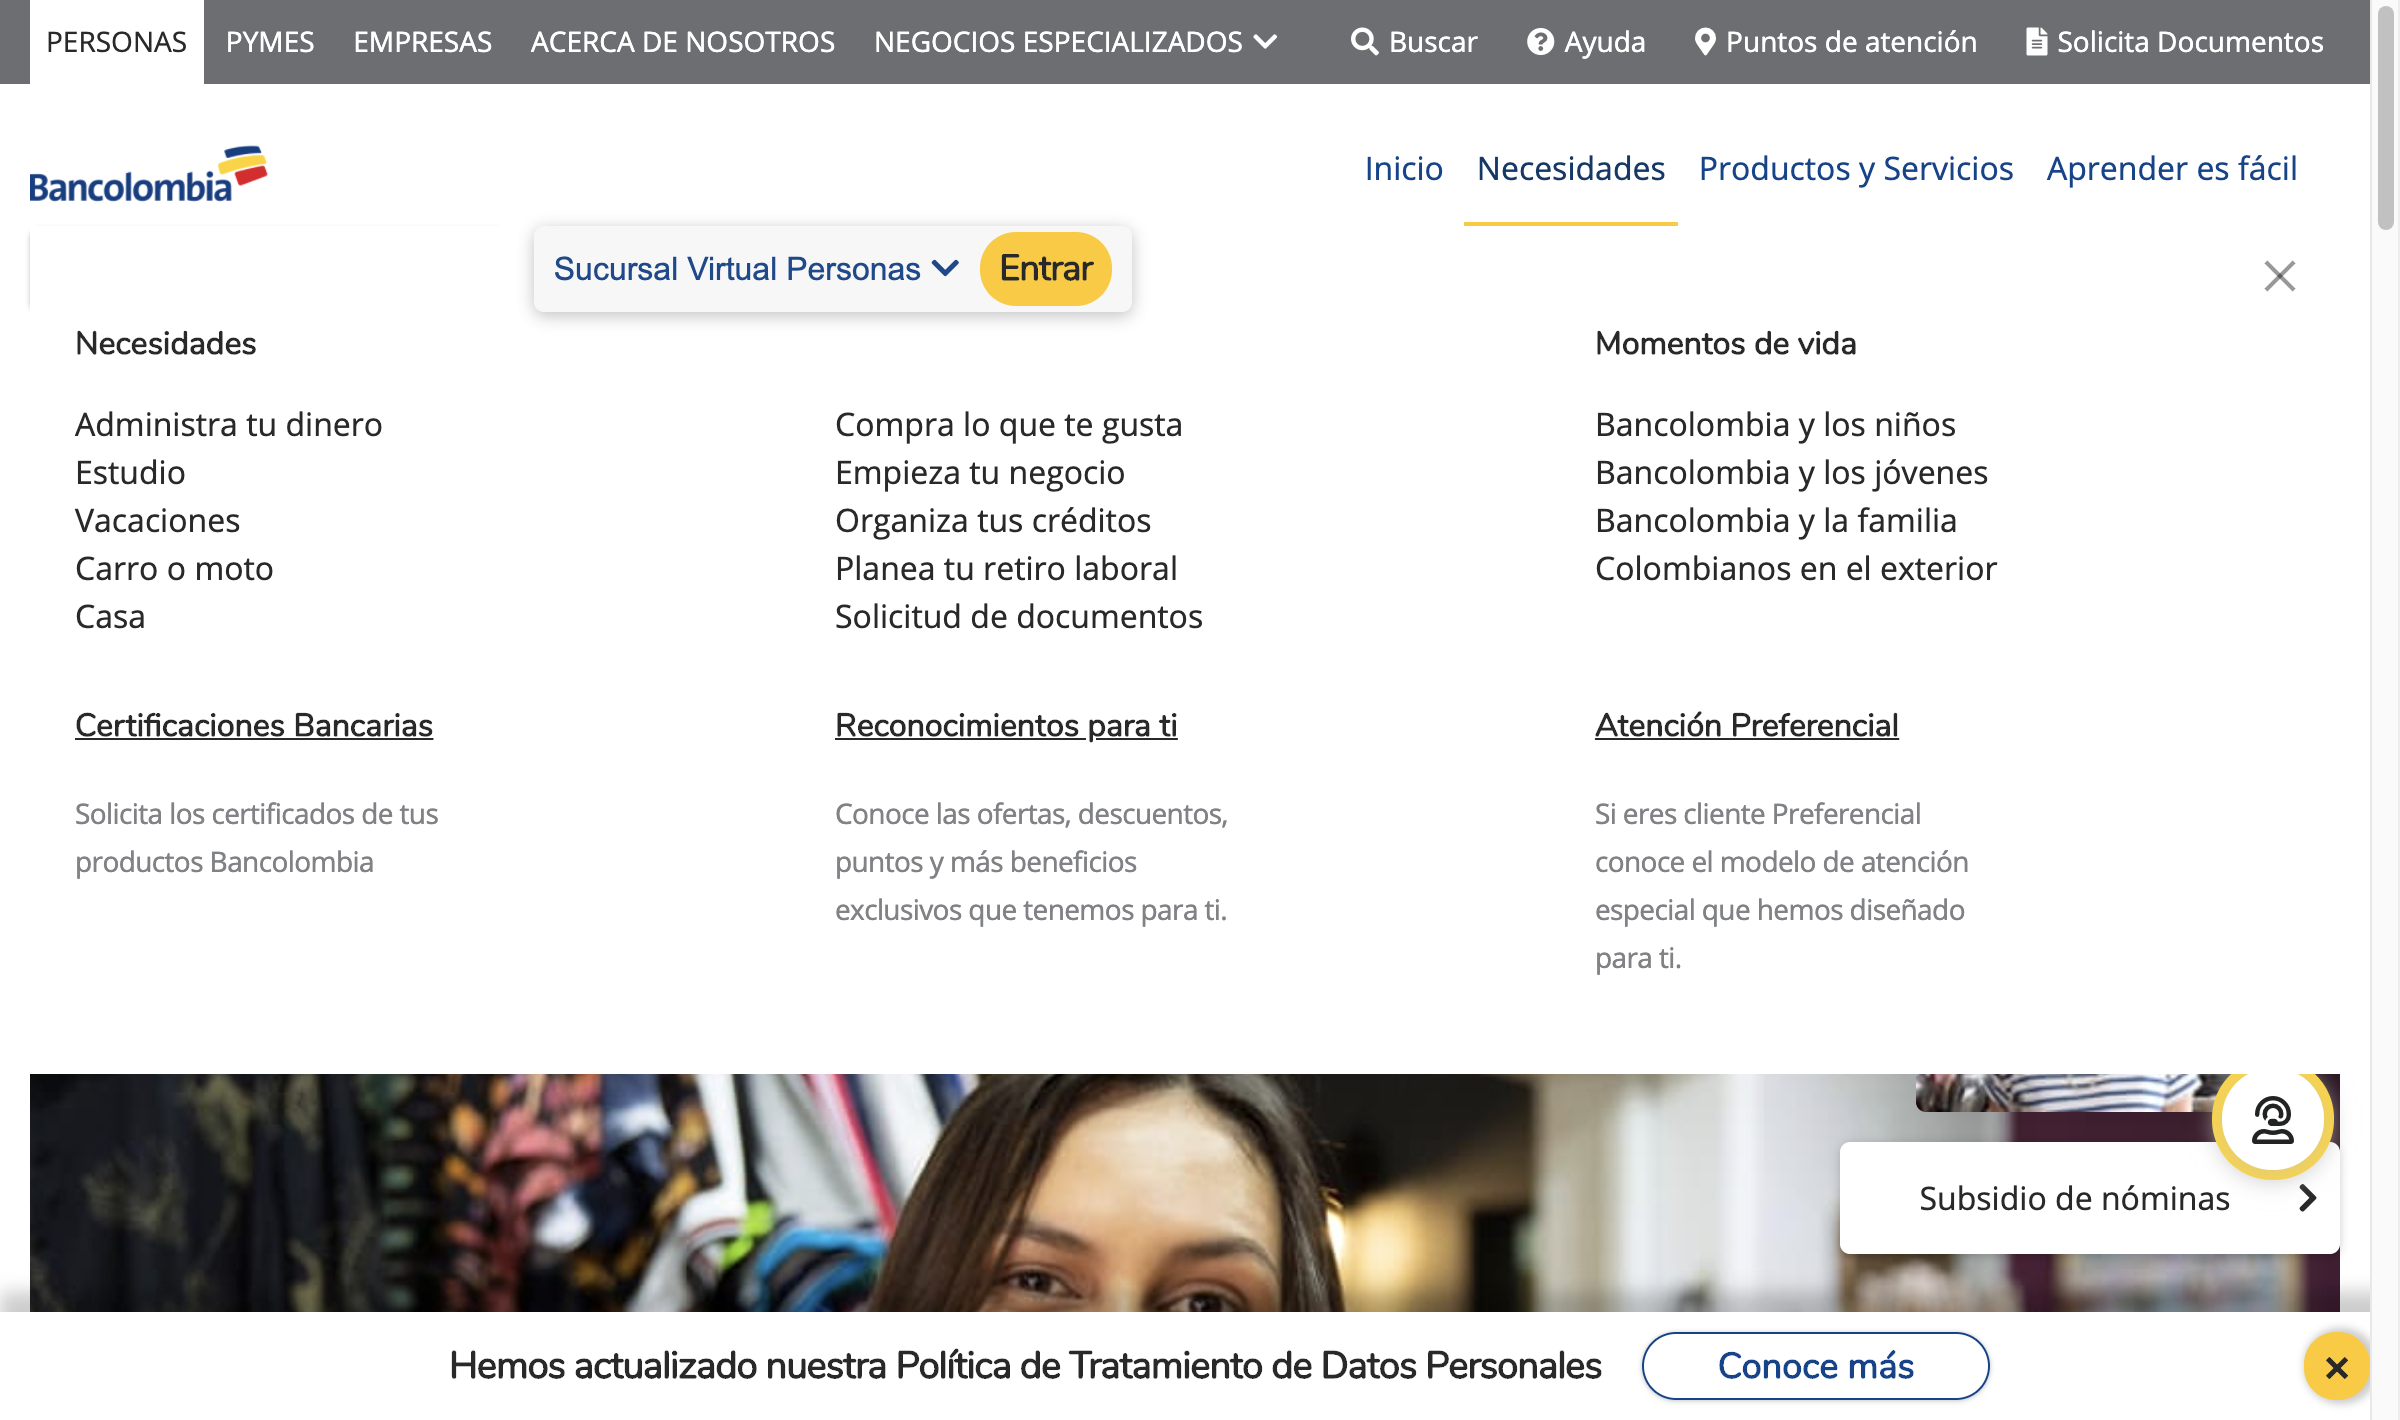 PERSONAS PYMES EMPRESAS ACERCA DE NOSOTROS NEGOCIOS ESPECIALIZADOS Buscar Ayuda Puntos de atención Solicita Documentos
Bancolombia
Inicio Necesidades Productos y Servicios Aprender es fácil
Sucursal Virtual Personas Entrar
Necesidades
Administra tu dinero
Estudio
Vacaciones
Carro o moto
Casa
Compra lo que te gusta
Empieza tu negocio
Organiza tus créditos
Planea tu retiro laboral
Solicitud de documentos
Momentos de vida
Bancolombia y los niños
Bancolombia y los jóvenes
Bancolombia y la familia
Colombianos en el exterior
Certificaciones Bancarias
Solicita los certificados de tus
productos Bancolombia
Reconocimientos para ti
Conoce las ofertas, descuentos,
puntos y más beneficios
exclusivos que tenemos para ti.
Atención Preferencial
Si eres cliente Preferencial
conoce el modelo de atención
especial que hemos diseñado
para ti.
Subsidio de nóminas
Hemos actualizado nuestra Política de Tratamiento de Datos Personales Conoce más